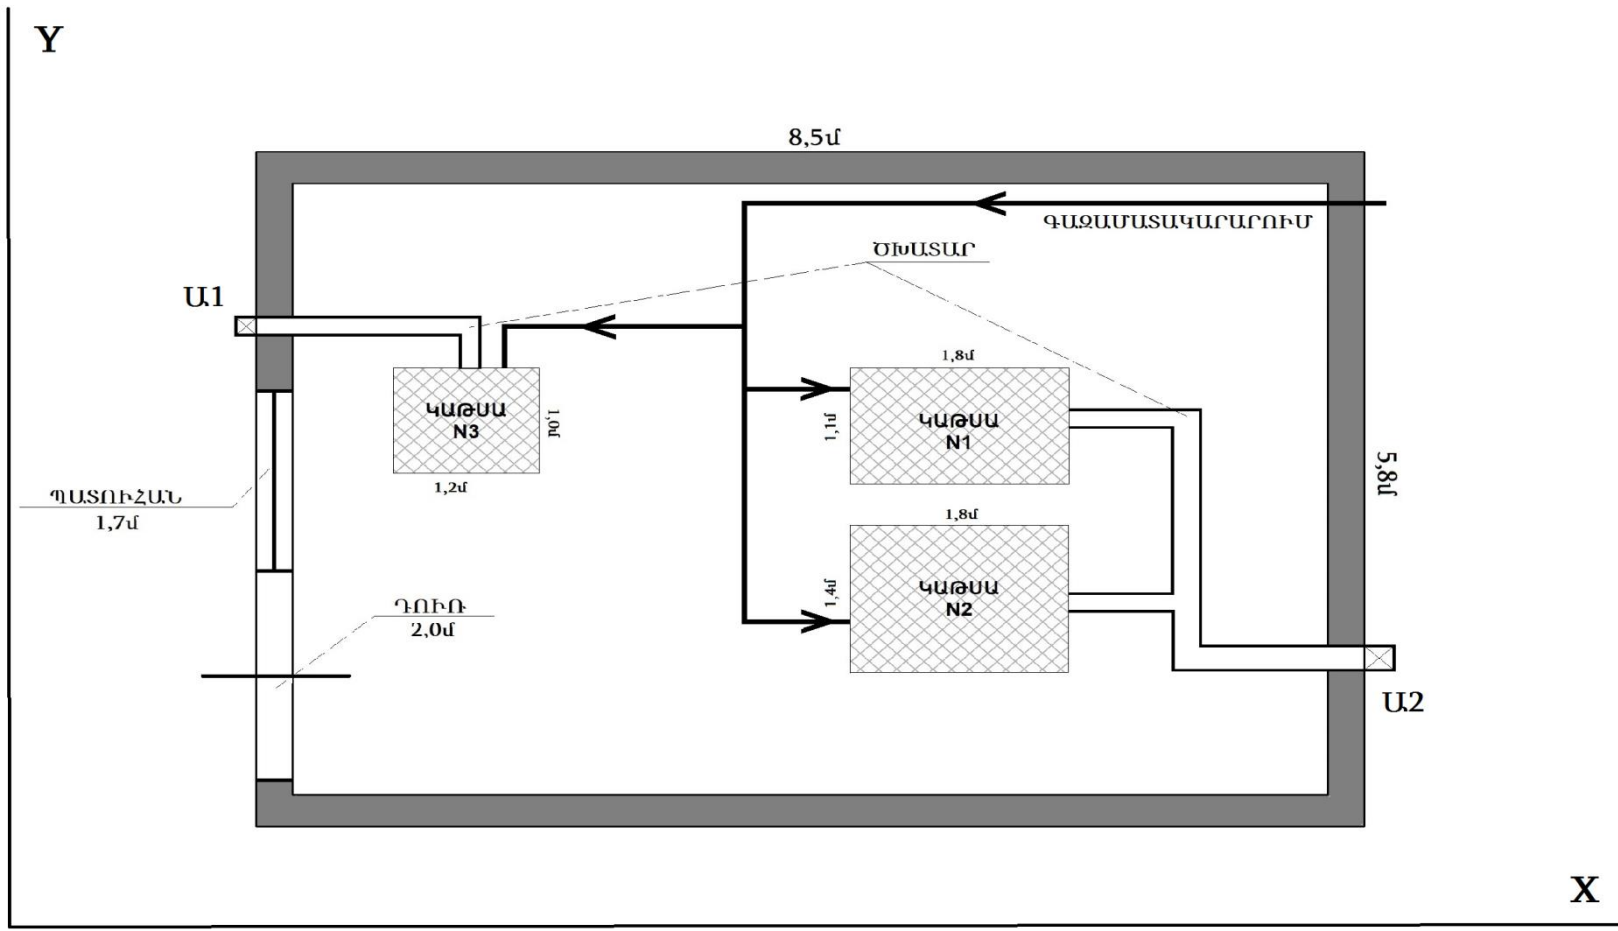 Y
8,5մ
ԳԱԶԱՄԱՏԱԿԱՐԱՐՈՒՄ
ԾԽԱՏԱՐ
Ա1
1,8մ
ԿԱԹՍԱ
N3
1,0մ
1,1մ
ԿԱԹՍԱ
N1
5,8մ
1,2մ
ՊԱՏՈՒՀԱՆ
1,7մ
1,8մ
ԴՈՒՌ
2,0մ
1,4մ
ԿԱԹՍԱ
N2
Ա2
X